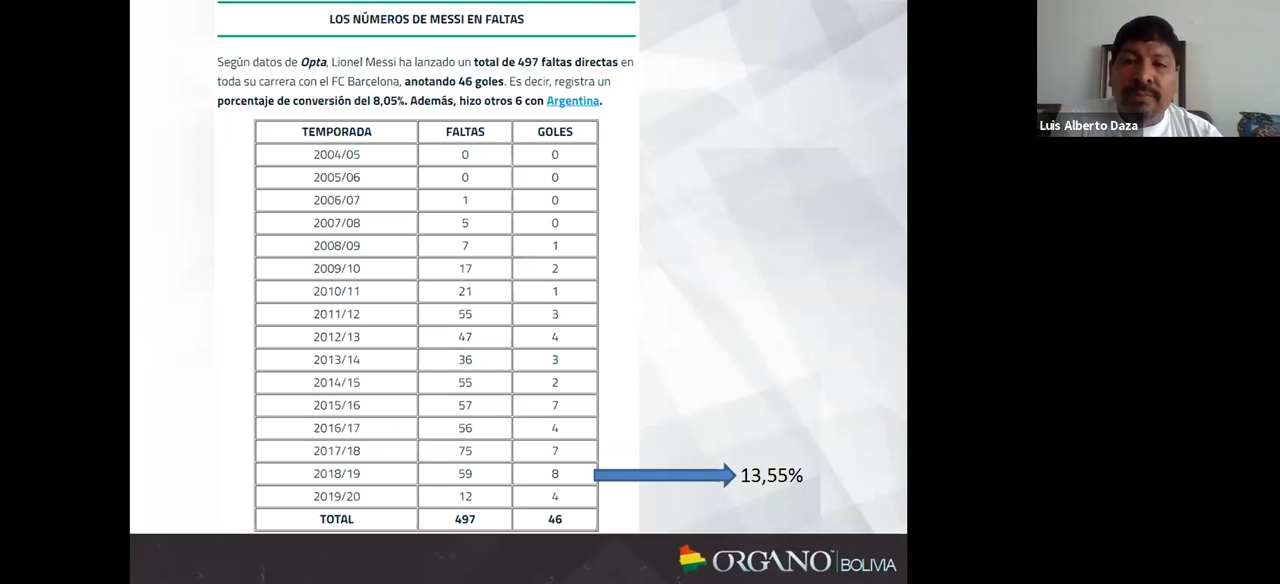 LOS NÚMEROS DE MESSI EN FALTAS
Según datos de Opta, Lionel Messi ha lanzado un total de 497 faltas directas en
toda su carrera con el FC Barcelona, anotando 46 goles. Es decir, registra un
porcentaje de conversión del 8,05%. Además, hizo otros 6 con Argentina.
TEMPORADA FALTAS GOLES
2004/05 0 0
2005/06 0 0
2006/07 1 0
2007/08 5 0
2008/09 7 1
2009/10 17 2
2010/11 21 1
2011/12 55 3
2012/13 47 4
2013/14 36 3
2014/15 55 2
2015/16 57 7
2016/17 56 4
2017/18 75 7
2018/19 59 8 13,55%
2019/20 12 4
TOTAL 497 46
ORGANO BOLIVIA
Luis Alberto Daza